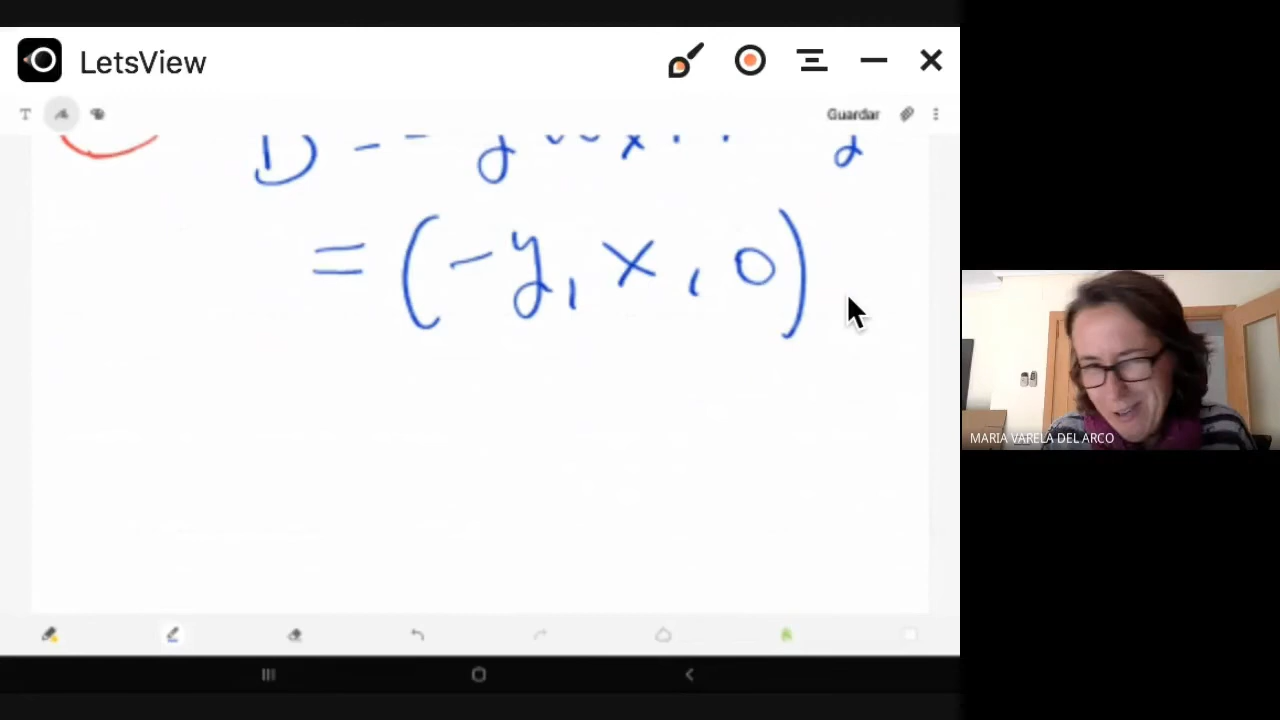 LetsView
T
Guardar
= (-y, x, 0)
MARIA VARELA DEL ARCO